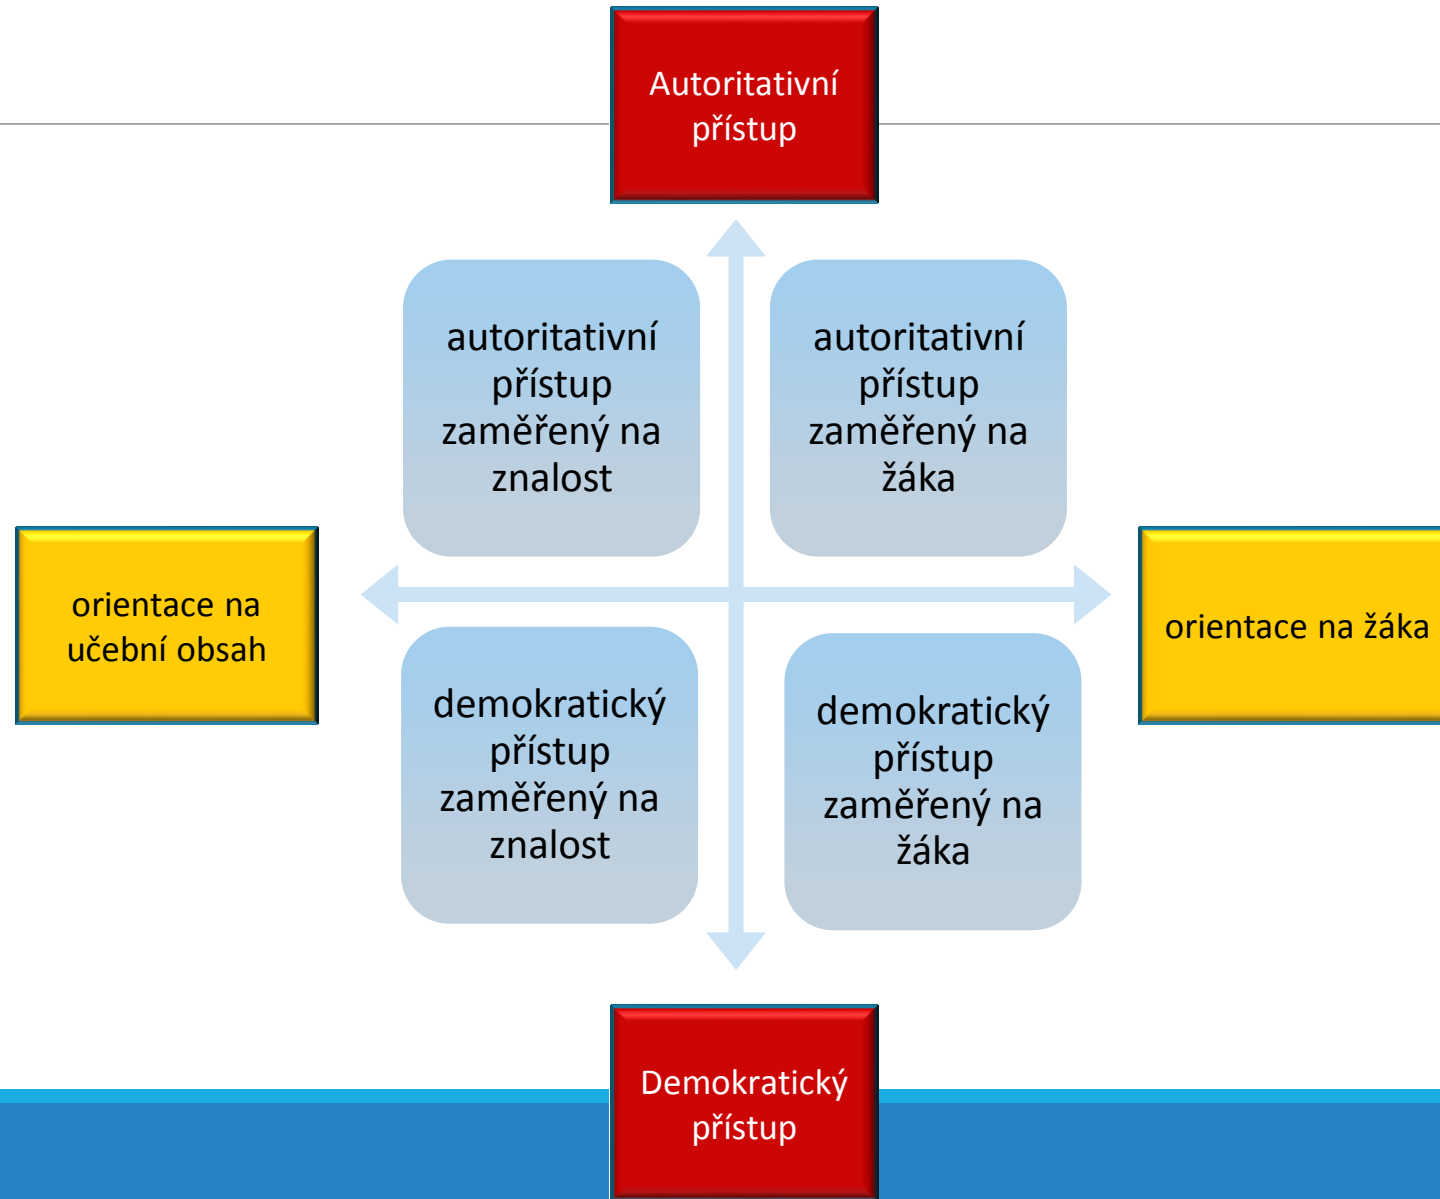 Autoritativní
přístup
autoritativní
přístup
zaměřený na
znalost
autoritativní
přístup
zaměřený na
žáka
orientace na
učební obsah
orientace na žáka
demokratický
přístup
zaměřený na
znalost
demokratický
přístup
zaměřený na
žáka
Demokratický
přístup